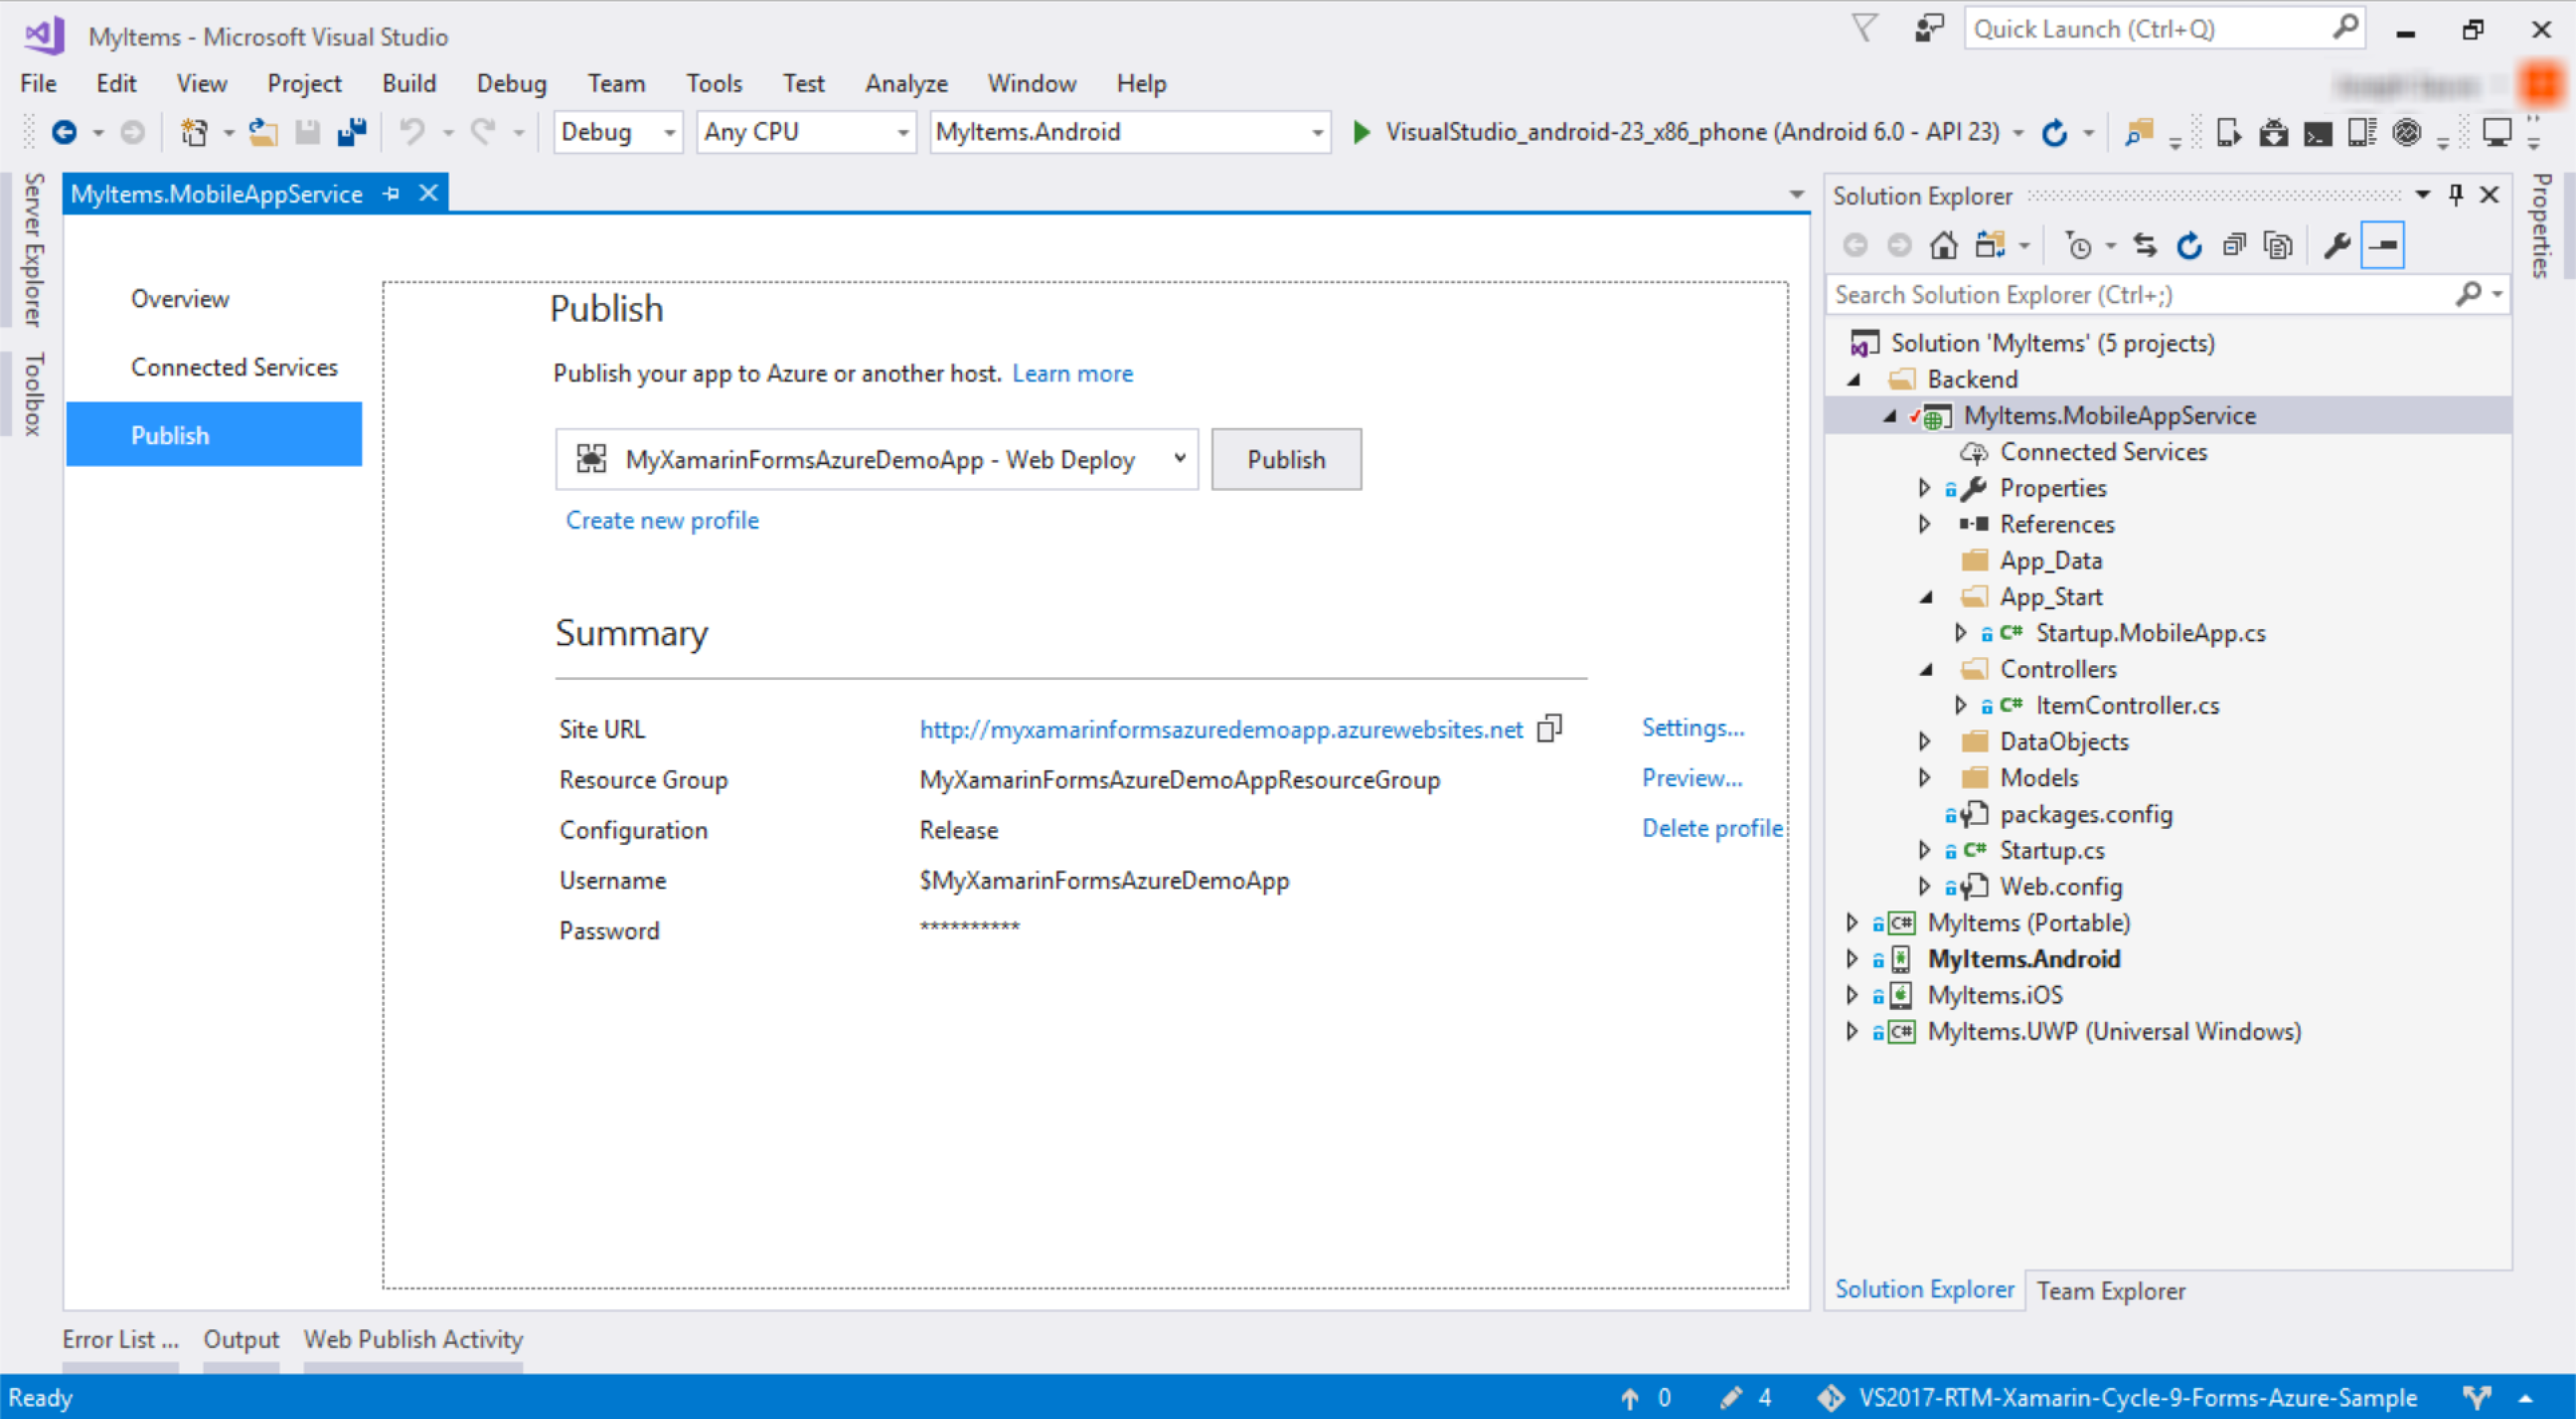 MyItems - Microsoft Visual Studio
Quick Launch (Ctrl+Q)
File Edit View Project Build Debug Team Tools Test Analyze Window Help
Debug Any CPU MyItems.Android VisualStudio_android-23_x86_phone (Android 6.0 - API 23)
Server Explorer
Toolbox
MyItems.MobileAppService
Overview
Connected Services
Publish
Publish
Publish your app to Azure or another host. Learn more
MyXamarinFormsAzureDemoApp - Web Deploy Publish
Create new profile
Summary
Site URL http://myxamarinformsazuredemoapp.azurewebsites.net Settings...
Resource Group MyXamarinFormsAzureDemoAppResourceGroup Preview...
Configuration Release Delete profile
Username $MyXamarinFormsAzureDemoApp
Password **********
Solution Explorer
Search Solution Explorer (Ctrl+;)
Solution 'MyItems' (5 projects)
Backend
MyItems.MobileAppService
Connected Services
Properties
References
App_Data
App_Start
C# Startup.MobileApp.cs
Controllers
C# ItemController.cs
DataObjects
Models
packages.config
C# Startup.cs
Web.config
C# MyItems (Portable)
MyItems.Android
MyItems.iOS
C# MyItems.UWP (Universal Windows)
Solution Explorer Team Explorer
Properties
Error List ... Output Web Publish Activity
Ready 0 4 VS2017-RTM-Xamarin-Cycle-9-Forms-Azure-Sample